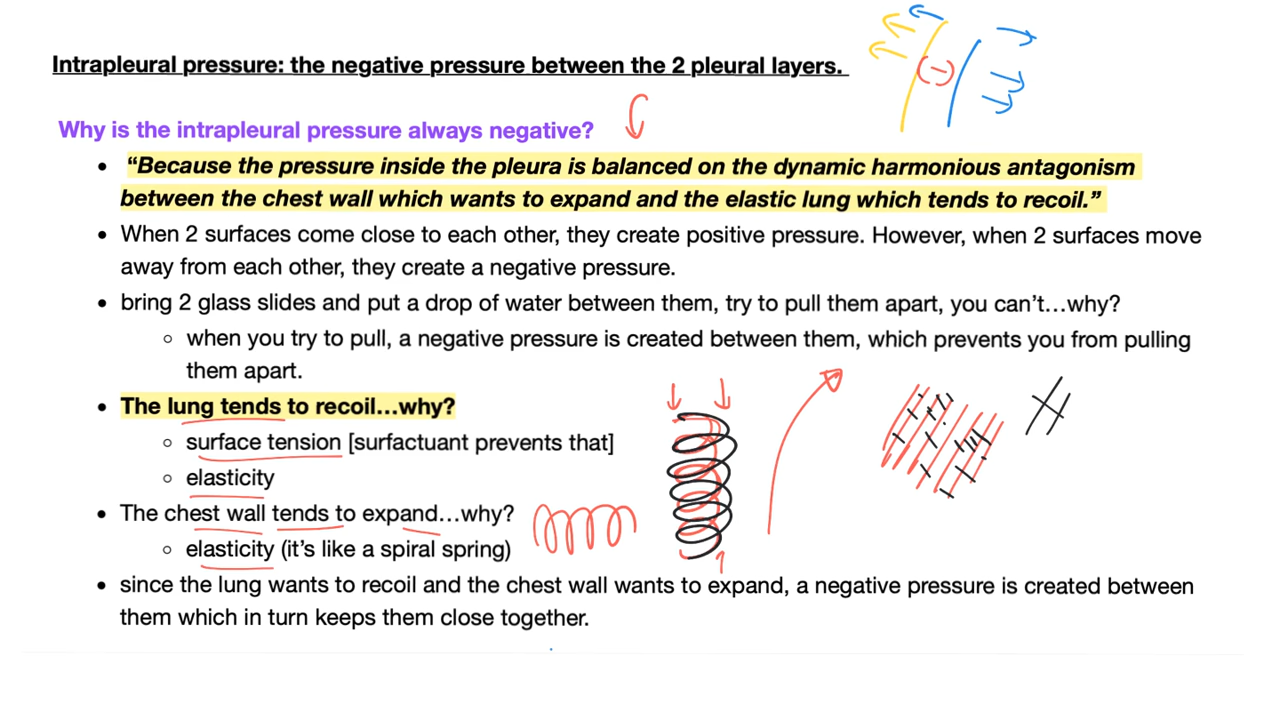 Intrapleural pressure: the negative pressure between the 2 pleural layers.
(-)
Why is the intrapleural pressure always negative?
• “Because the pressure inside the pleura is balanced on the dynamic harmonious antagonism
between the chest wall which wants to expand and the elastic lung which tends to recoil.”
• When 2 surfaces come close to each other, they create positive pressure. However, when 2 surfaces move
away from each other, they create a negative pressure.
• bring 2 glass slides and put a drop of water between them, try to pull them apart, you can’t...why?
◦ when you try to pull, a negative pressure is created between them, which prevents you from pulling
them apart.
• The lung tends to recoil...why?
◦ surface tension [surfactuant prevents that]
◦ elasticity
• The chest wall tends to expand...why?
◦ elasticity (it’s like a spiral spring)
• since the lung wants to recoil and the chest wall wants to expand, a negative pressure is created between
them which in turn keeps them close together.